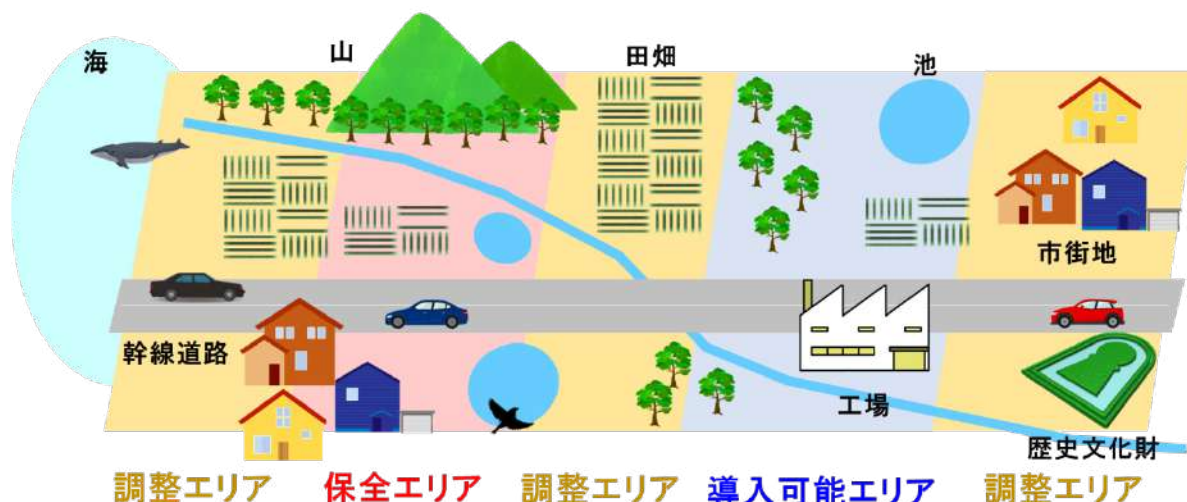 海
山
田畑
池
市街地
幹線道路
工場
歴史文化財
調整エリア
保全エリア
調整エリア
導入可能エリア
調整エリア